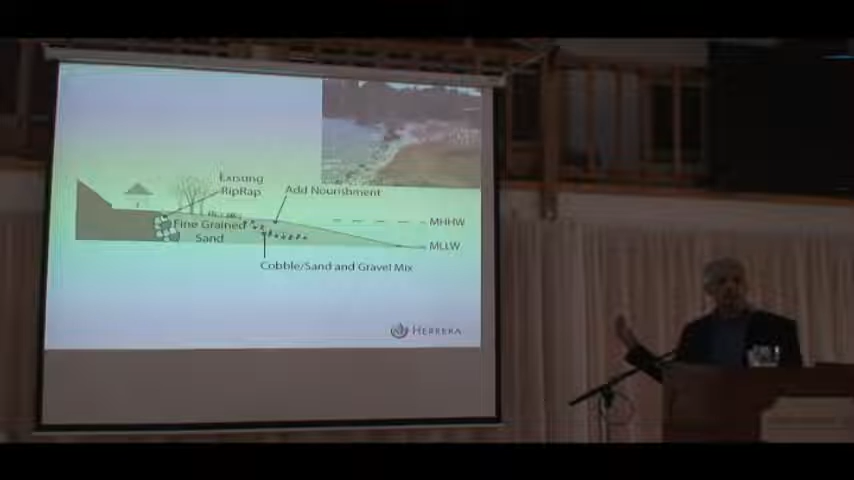 Existing
RipRap
Add Nourishment
MHHW
Fine Grained
Sand
MLLW
Cobble/Sand and Gravel Mix
HERRERA